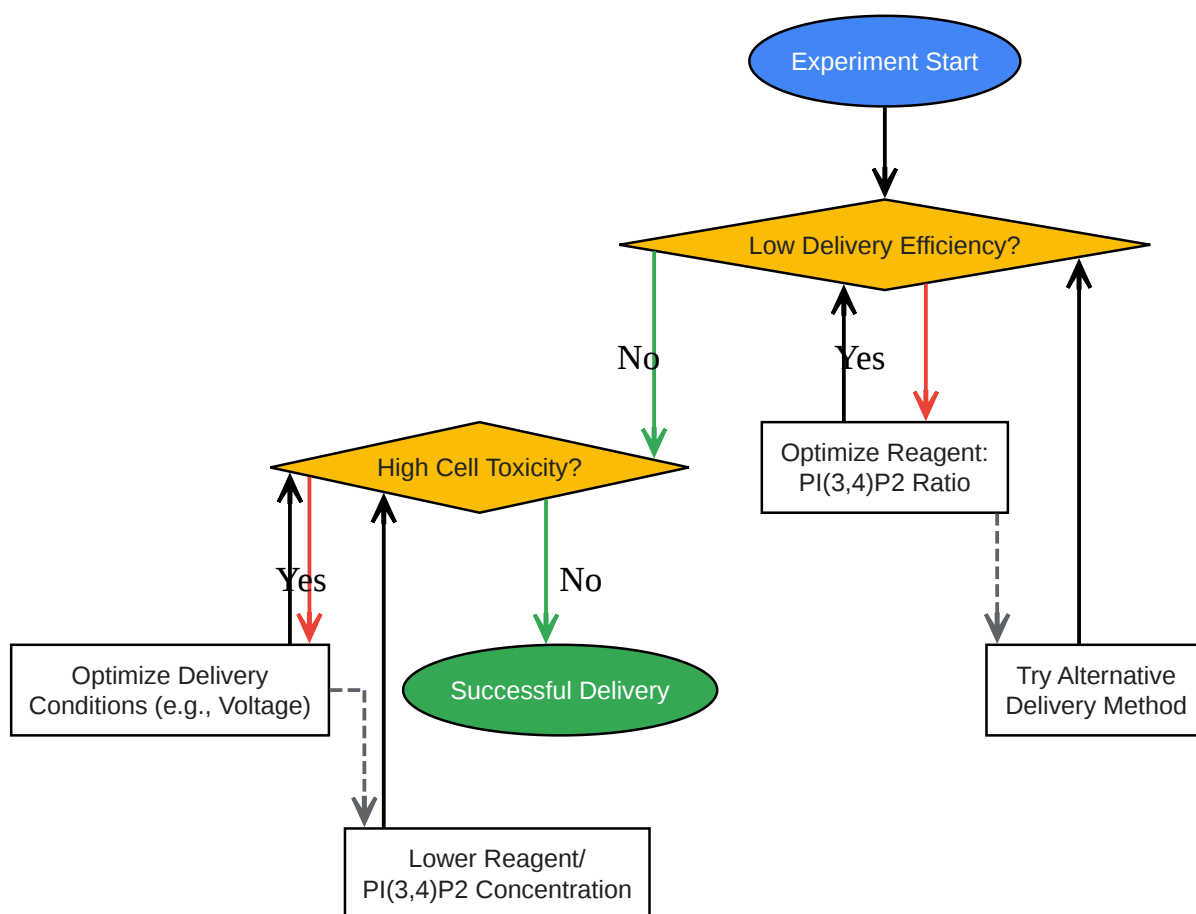 Experiment Start
Low Delivery Efficiency?
No
Yes
Optimize Reagent:
PI(3,4)P2 Ratio
High Cell Toxicity?
Yes
No
Optimize Delivery
Conditions (e.g., Voltage)
Successful Delivery
Try Alternative
Delivery Method
Lower Reagent/
PI(3,4)P2 Concentration